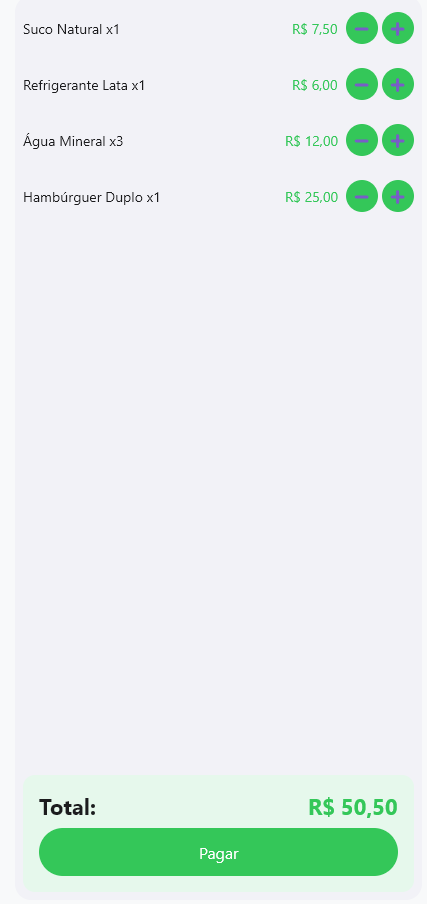 Suco Natural x1 R$ 7,50
Refrigerante Lata x1 R$ 6,00
Água Mineral x3 R$ 12,00
Hambúrguer Duplo x1 R$ 25,00
Total: R$ 50,50
Pagar